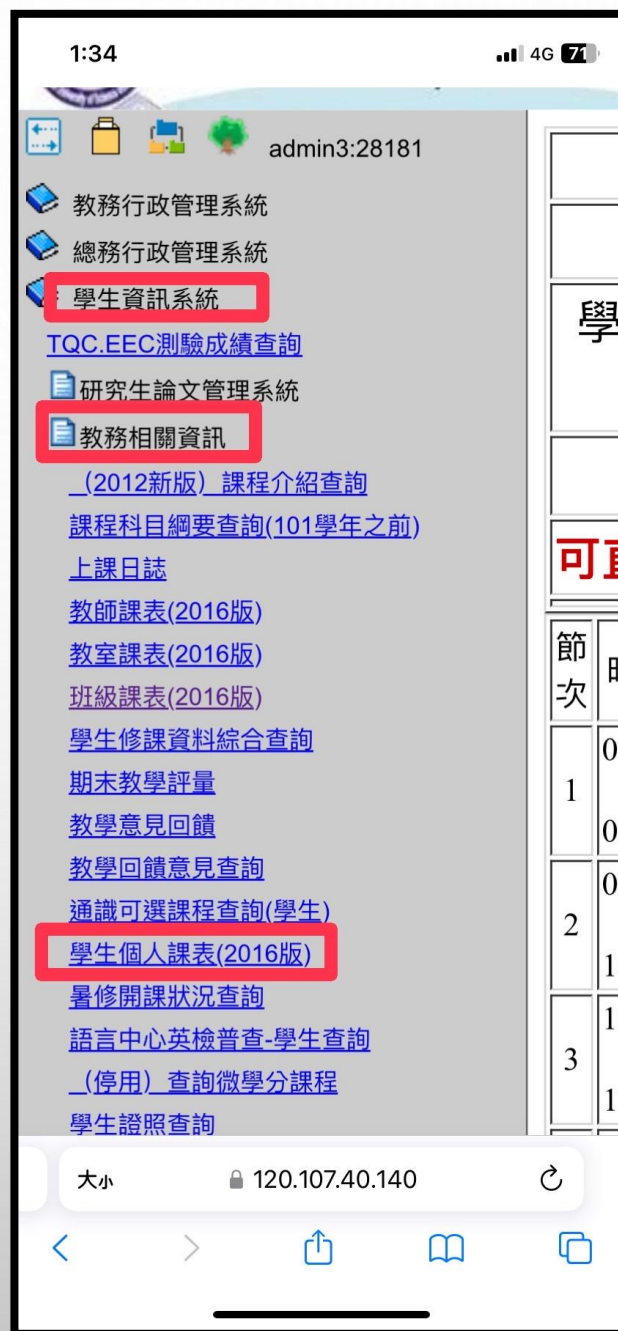 1:34
4G 71
admin3:28181
教務行政管理系統
總務行政管理系統
學生資訊系統
TQC.EEC測驗成績查詢
研究生論文管理系統
教務相關資訊
（2012新版）課程介紹查詢
課程科目綱要查詢(101學年之前)
上課日誌
教師課表(2016版)
教室課表(2016版)
班級課表(2016版)
學生修課資料綜合查詢
期末教學評量
教學意見回饋
教學回饋意見查詢
通識可選課程查詢(學生)
學生個人課表(2016版)
暑修開課狀況查詢
語言中心英檢普查-學生查詢
（停用）查詢微學分課程
學生證照查詢
學
可
節
次
1
0
0
2
0
1
3
1
1
大小
120.107.40.140